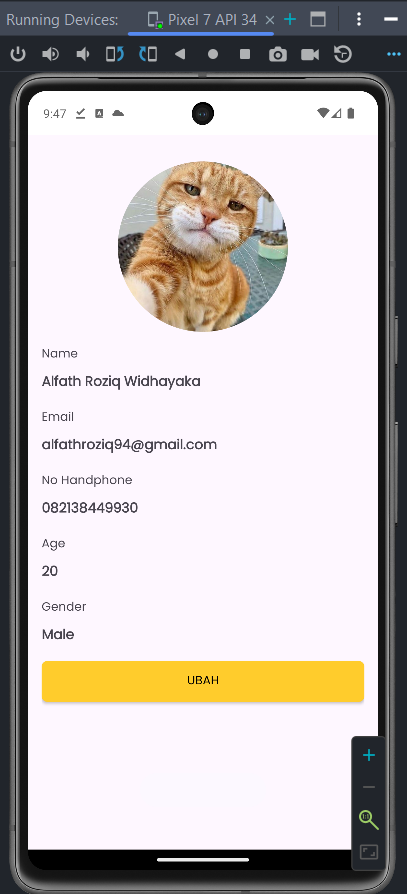 Running Devices: Pixel 7 API 34
9:47
Name
Alfath Roziq Widhayaka
Email
alfathroziq94@gmail.com
No Handphone
082138449930
Age
20
Gender
Male
UBAH